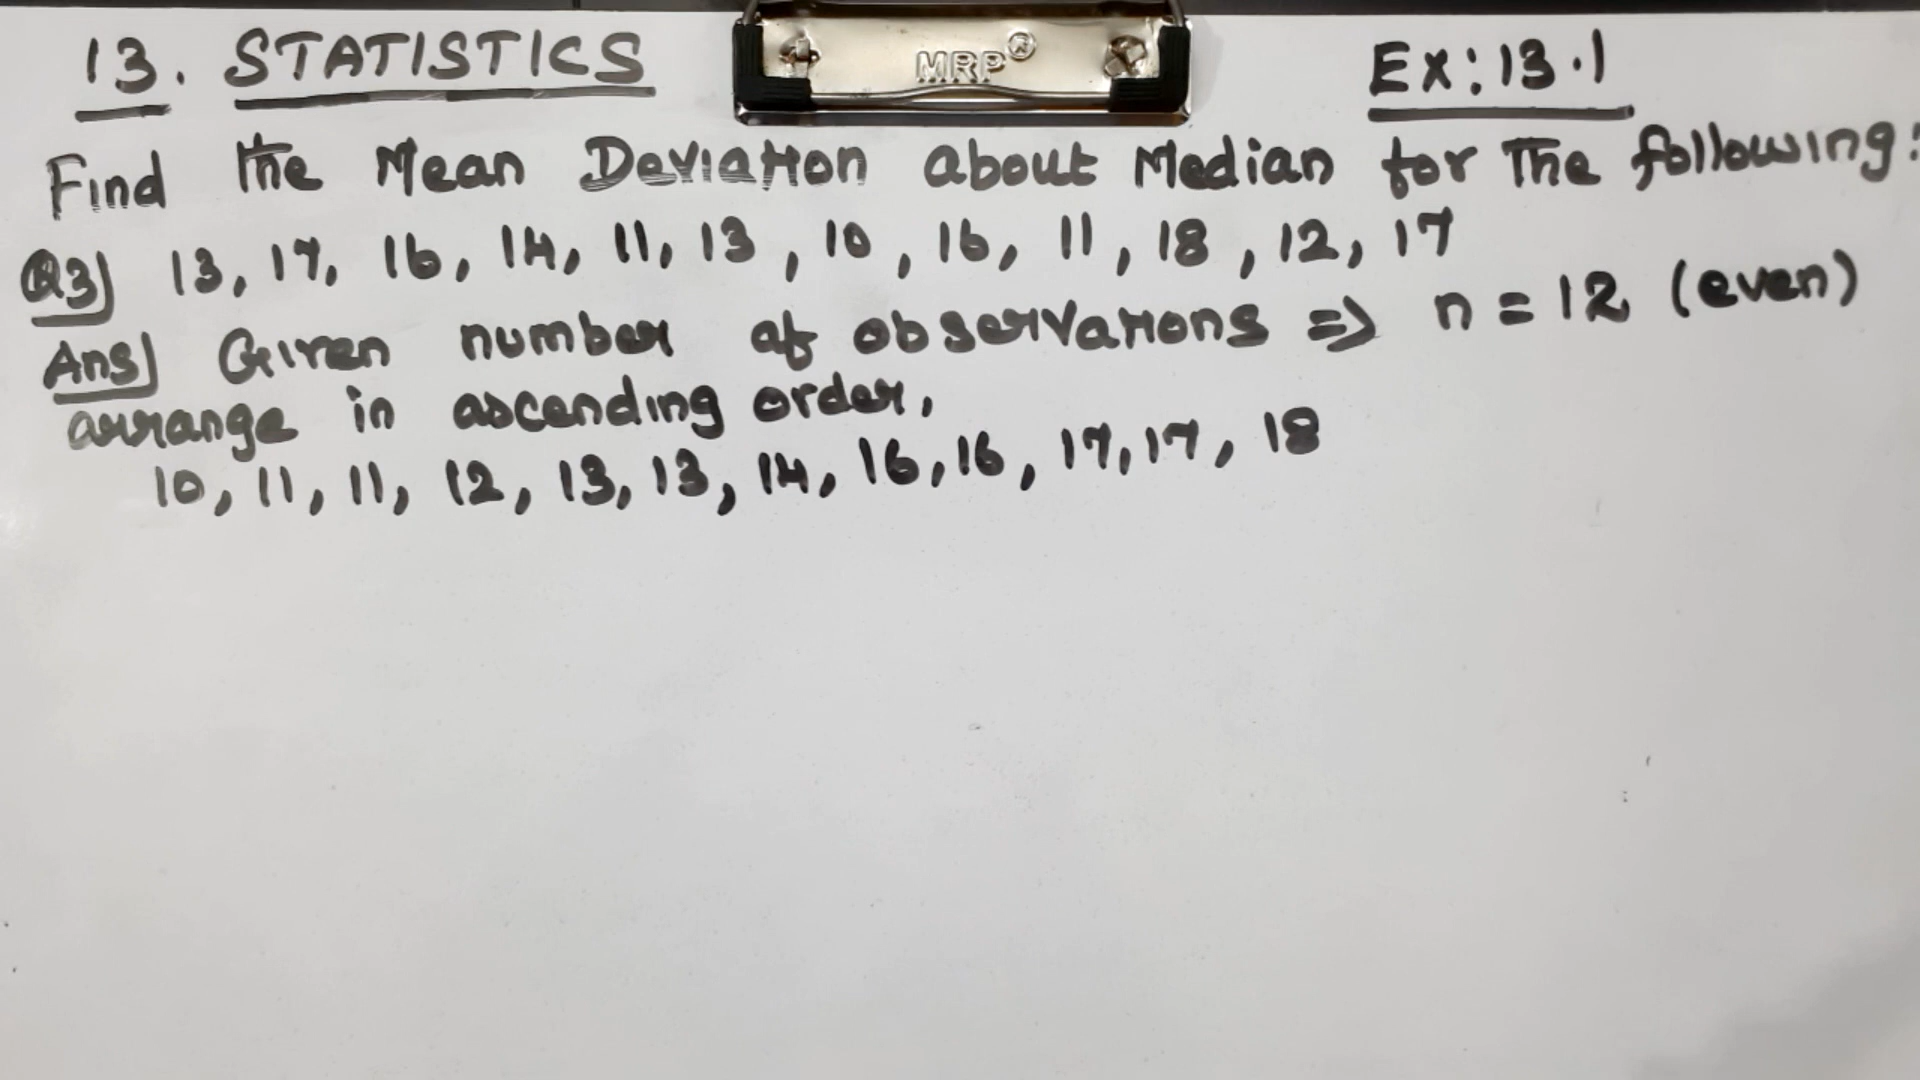 13. STATISTICS
MRP®
Ex: 13.1
Find the Mean Deviation about Median for The following:
Q3) 13, 17, 16, 14, 11, 13, 10, 16, 11, 18, 12, 17
Ans) Given number of observations => n = 12 (even)
arrange in ascending order,
10, 11, 11, 12, 13, 13, 14, 16, 16, 17, 17, 18